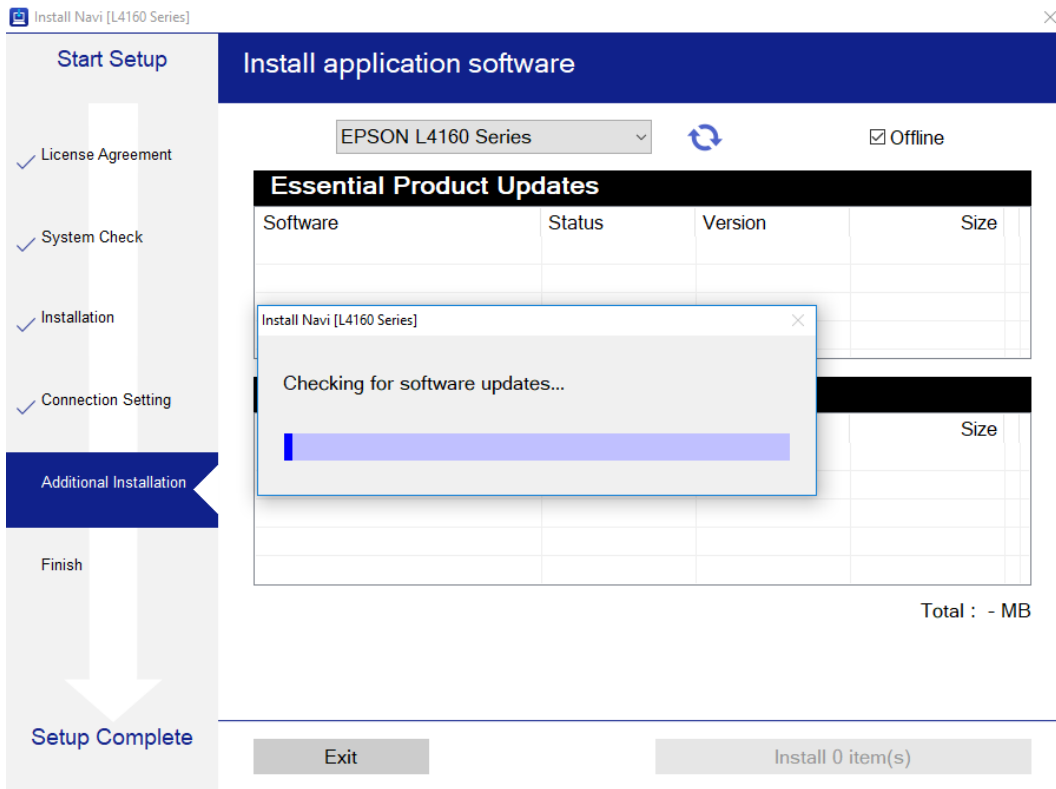 Install Navi [L4160 Series]
Start Setup
License Agreement
System Check
Installation
Connection Setting
Additional Installation
Finish
Setup Complete
Install application software
EPSON L4160 Series
Offline
Essential Product Updates
Software Status Version Size
Install Navi [L4160 Series]
Checking for software updates...
Size
Total : - MB
Exit
Install 0 item(s)